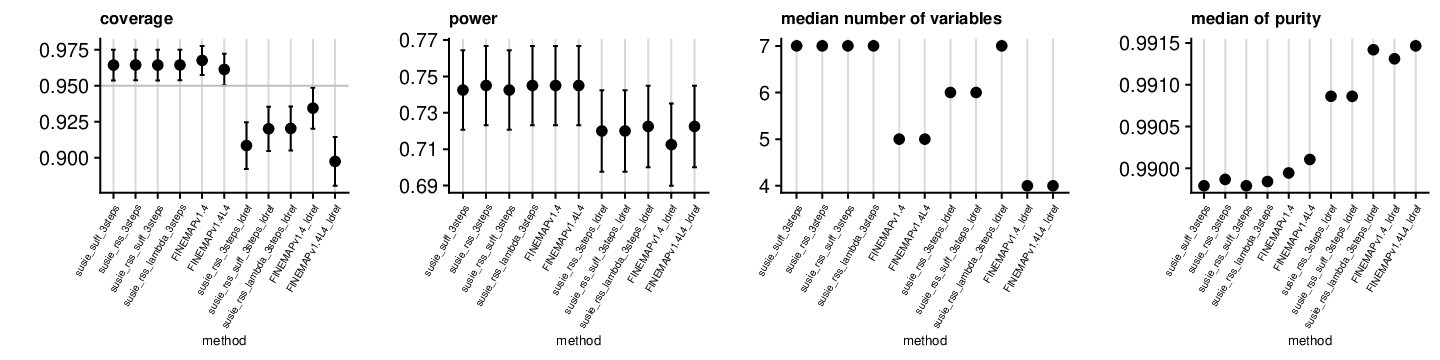 coverage
0.975
0.950
0.925
0.900
susie_suff_3steps
susie_rss_3steps
susie_rss_suff_3steps
susie_rss_lambda_3steps
FINEMAPv1.4
FINEMAPv1.4L4
susie_rss_3steps_ldref
susie_rss_suff_3steps_ldref
susie_rss_lambda_3steps_ldref
FINEMAPv1.4_ldref
FINEMAPv1.4L4_ldref
method
power
0.77
0.75
0.73
0.71
0.69
susie_suff_3steps
susie_rss_3steps
susie_rss_suff_3steps
susie_rss_lambda_3steps
FINEMAPv1.4
FINEMAPv1.4L4
susie_rss_3steps_ldref
susie_rss_suff_3steps_ldref
susie_rss_lambda_3steps_ldref
FINEMAPv1.4_ldref
FINEMAPv1.4L4_ldref
method
median number of variables
7
6
5
4
susie_suff_3steps
susie_rss_3steps
susie_rss_suff_3steps
susie_rss_lambda_3steps
FINEMAPv1.4
FINEMAPv1.4L4
susie_rss_3steps_ldref
susie_rss_suff_3steps_ldref
susie_rss_lambda_3steps_ldref
FINEMAPv1.4_ldref
FINEMAPv1.4L4_ldref
method
median of purity
0.9915
0.9910
0.9905
0.9900
susie_suff_3steps
susie_rss_3steps
susie_rss_suff_3steps
susie_rss_lambda_3steps
FINEMAPv1.4
FINEMAPv1.4L4
susie_rss_3steps_ldref
susie_rss_suff_3steps_ldref
susie_rss_lambda_3steps_ldref
FINEMAPv1.4_ldref
FINEMAPv1.4L4_ldref
method